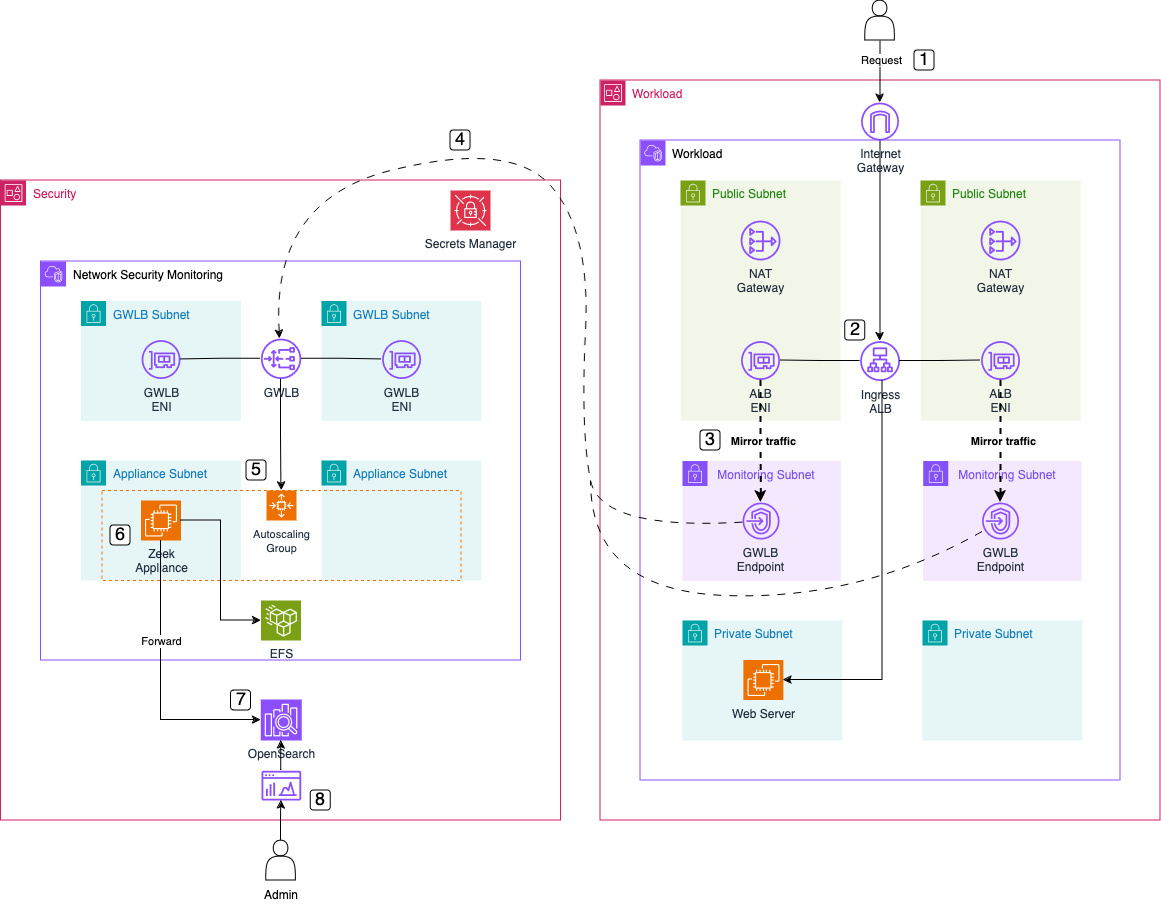 Request
1
Workload
4
Internet
Gateway
Workload
Security
Public Subnet
Public Subnet
Secrets Manager
NAT
Gateway
NAT
Gateway
Network Security Monitoring
GWLB Subnet
GWLB Subnet
2
GWLB
ENI
GWLB
GWLB
ENI
ALB
ENI
Ingress
ALB
ALB
ENI
3
Mirror traffic
Mirror traffic
Appliance Subnet
5
Appliance Subnet
Monitoring Subnet
Monitoring Subnet
6
Zeek
Appliance
Autoscaling
Group
GWLB
Endpoint
GWLB
Endpoint
Forward
EFS
Private Subnet
Private Subnet
7
Web Server
OpenSearch
8
Admin